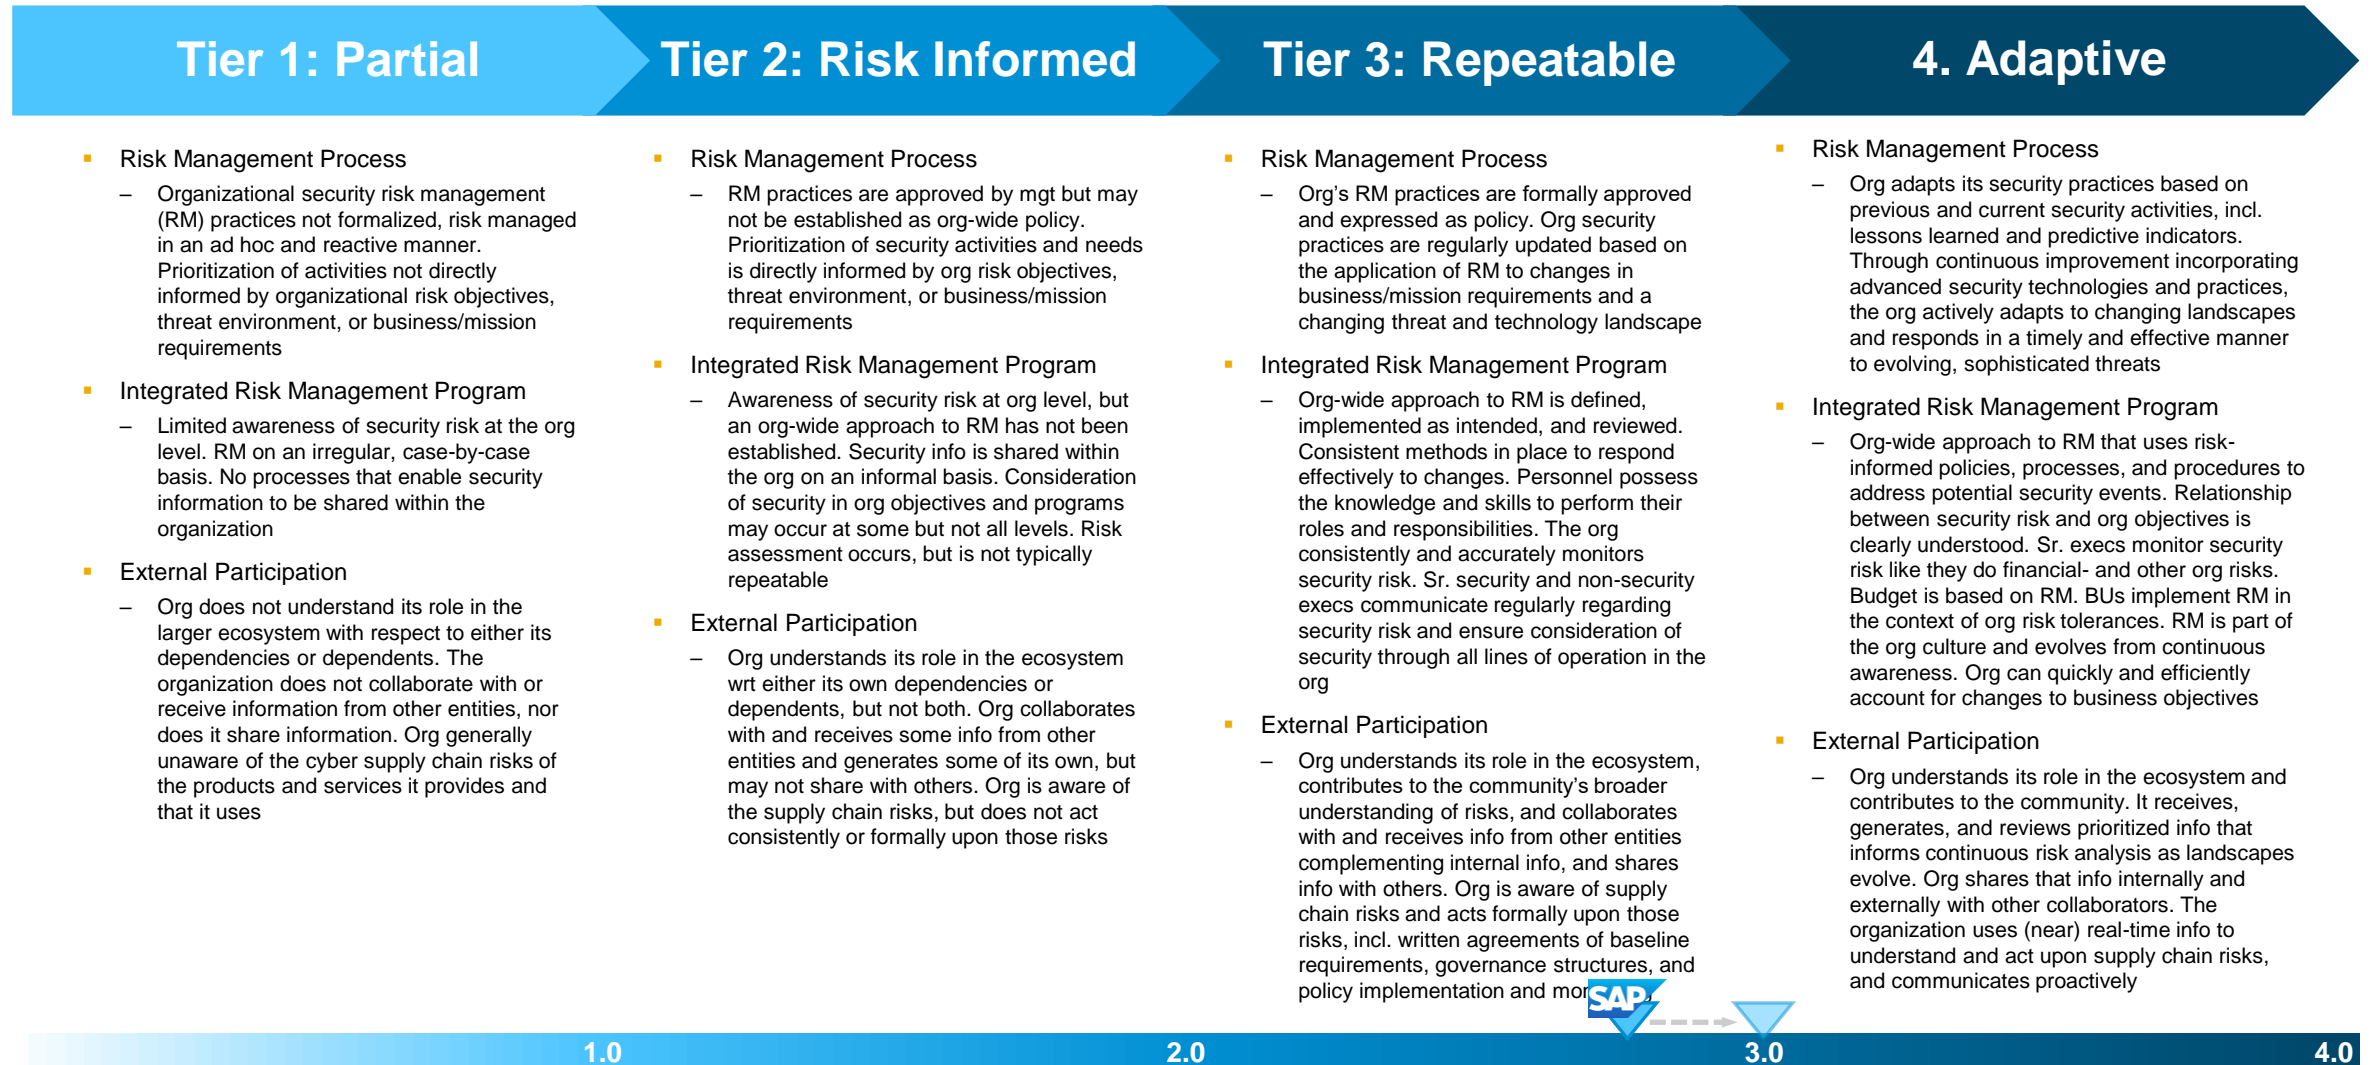 Tier 1: Partial
Risk Management Process
– Organizational security risk management
(RM) practices not formalized, risk managed
in an ad hoc and reactive manner.
Prioritization of activities not directly
informed by organizational risk objectives,
threat environment, or business/mission
requirements
Integrated Risk Management Program
– Limited awareness of security risk at the org
level. RM on an irregular, case-by-case
basis. No processes that enable security
information to be shared within the
organization
External Participation
– Org does not understand its role in the
larger ecosystem with respect to either its
dependencies or dependents. The
organization does not collaborate with or
receive information from other entities, nor
does it share information. Org generally
unaware of the cyber supply chain risks of
the products and services it provides and
that it uses
Tier 2: Risk Informed
Risk Management Process
– RM practices are approved by mgt but may
not be established as org-wide policy.
Prioritization of security activities and needs
is directly informed by org risk objectives,
threat environment, or business/mission
requirements
Integrated Risk Management Program
– Awareness of security risk at org level, but
an org-wide approach to RM has not been
established. Security info is shared within
the org on an informal basis. Consideration
of security in org objectives and programs
may occur at some but not all levels. Risk
assessment occurs, but is not typically
repeatable
External Participation
– Org understands its role in the ecosystem
wrt either its own dependencies or
dependents, but not both. Org collaborates
with and receives some info from other
entities and generates some of its own, but
may not share with others. Org is aware of
the supply chain risks, but does not act
consistently or formally upon those risks
Tier 3: Repeatable
Risk Management Process
– Org’s RM practices are formally approved
and expressed as policy. Org security
practices are regularly updated based on
the application of RM to changes in
business/mission requirements and a
changing threat and technology landscape
Integrated Risk Management Program
– Org-wide approach to RM is defined,
implemented as intended, and reviewed.
Consistent methods in place to respond
effectively to changes. Personnel possess
the knowledge and skills to perform their
roles and responsibilities. The org
consistently and accurately monitors
security risk. Sr. security and non-security
execs communicate regularly regarding
security risk and ensure consideration of
security through all lines of operation in the
org
External Participation
– Org understands its role in the ecosystem,
contributes to the community’s broader
understanding of risks, and collaborates
with and receives info from other entities
complementing internal info, and shares
info with others. Org is aware of supply
chain risks and acts formally upon those
risks, incl. written agreements of baseline
requirements, governance structures, and
policy implementation and
4. Adaptive
Risk Management Process
– Org adapts its security practices based on
previous and current security activities, incl.
lessons learned and predictive indicators.
Through continuous improvement incorporating
advanced security technologies and practices,
the org actively adapts to changing landscapes
and responds in a timely and effective manner
to evolving, sophisticated threats
Integrated Risk Management Program
– Org-wide approach to RM that uses risk-
informed policies, processes, and procedures to
address potential security events. Relationship
between security risk and org objectives is
clearly understood. Sr. execs monitor security
risk like they do financial- and other org risks.
Budget is based on RM. BUs implement RM in
the context of org risk tolerances. RM is part of
the org culture and evolves from continuous
awareness. Org can quickly and efficiently
account for changes to business objectives
External Participation
– Org understands its role in the ecosystem and
contributes to the community. It receives,
generates, and reviews prioritized info that
informs continuous risk analysis as landscapes
evolve. Org shares that info internally and
externally with other collaborators. The
organization uses (near) real-time info to
understand and act upon supply chain risks,
and communicates proactively
SAP
1.0
2.0
3.0
4.0